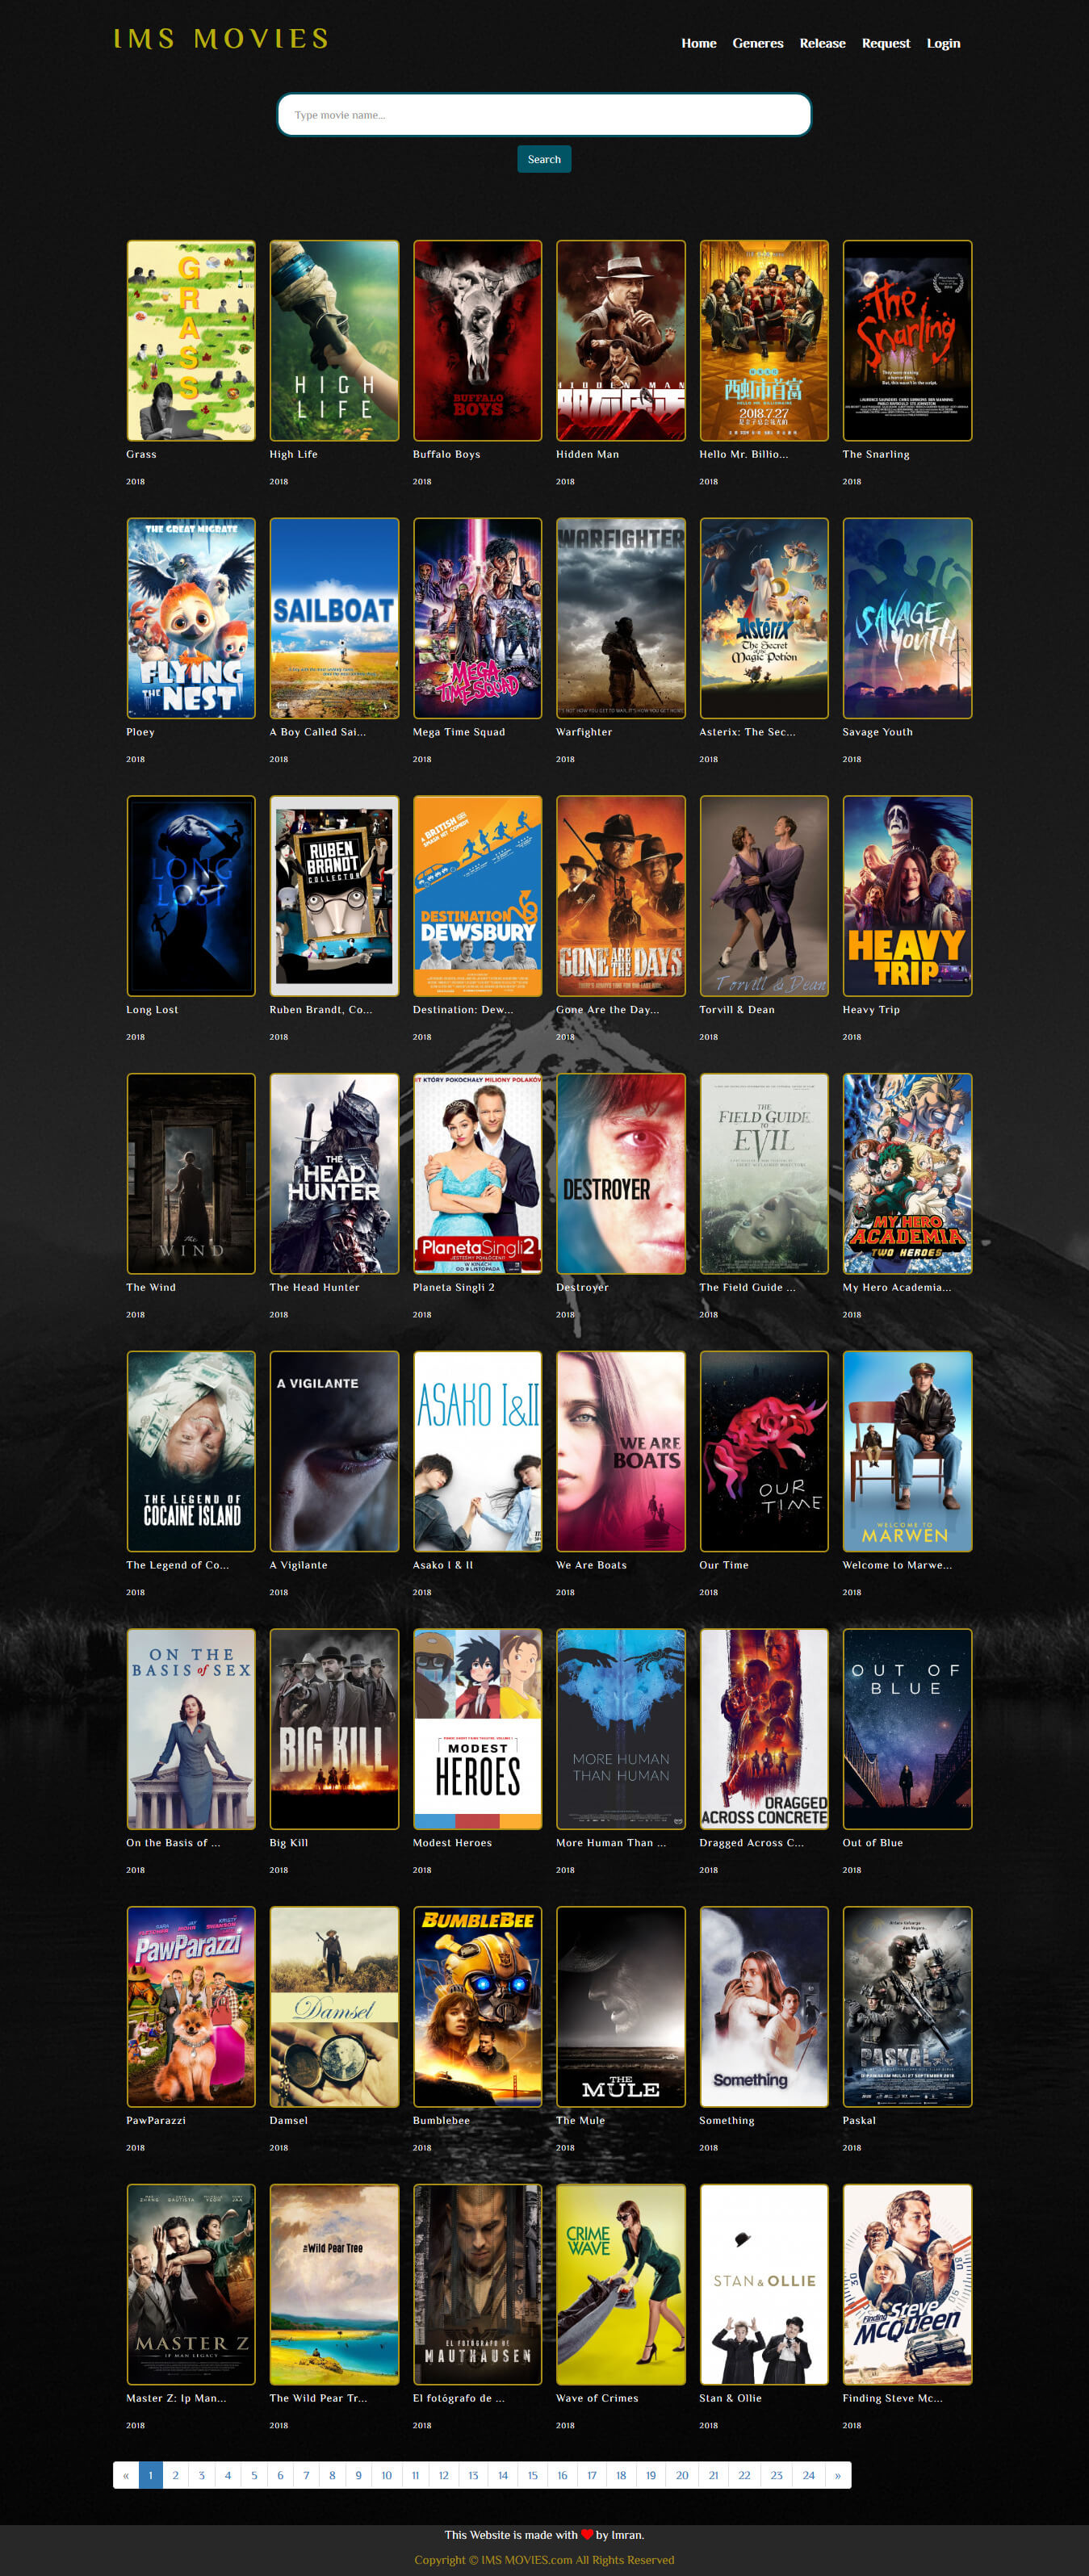 IMS MOVIES
Home Generes Release Request Login
Type movie name...
Search
GRASS
HIGH LIFE
BUFFALO BOYS
HIDDEN MAN
西虹市首富
2018.7.27
The Snarling
Grass
High Life
Buffalo Boys
Hidden Man
Hello Mr. Billio...
The Snarling
2018
2018
2018
2018
2018
2018
THE GREAT MIGRATE
FLYING THE NEST
SAILBOAT
MEGA TIME SQUAD
WARFIGHTER
Astérix
The Secret of the Magic Potion
SAVAGE YOUTH
Ploey
A Boy Called Sai...
Mega Time Squad
Warfighter
Asterix: The Sec...
Savage Youth
2018
2018
2018
2018
2018
2018
LONG LOST
RUBEN BRANDT COLLECTOR
DESTINATION DEWSBURY
GONE ARE THE DAYS
Torvill & Dean
HEAVY TRIP
Long Lost
Ruben Brandt, Co...
Destination: Dew...
Gone Are the Day...
Torvill & Dean
Heavy Trip
2018
2018
2018
2018
2018
2018
The WIND
THE HEAD HUNTER
KTÓRY POKOCHAŁY MILIONY POLAKÓW
PlanetaSingli2
W KINACH OD 9 LISTOPADA
DESTROYER
THE FIELD GUIDE TO EVIL
MY HERO ACADEMIA
TWO HEROES
The Wind
The Head Hunter
Planeta Singli 2
Destroyer
The Field Guide ...
My Hero Academia...
2018
2018
2018
2018
2018
2018
THE LEGEND OF COCAINE ISLAND
A VIGILANTE
ASAKO I&II
WE ARE BOATS
OUR TIME
WELCOME TO MARWEN
The Legend of Co...
A Vigilante
Asako I & II
We Are Boats
Our Time
Welcome to Marwe...
2018
2018
2018
2018
2018
2018
ON THE BASIS of SEX
BIG KILL
MODEST HEROES
MORE HUMAN THAN HUMAN
DRAGGED ACROSS CONCRETE
OUT OF BLUE
On the Basis of ...
Big Kill
Modest Heroes
More Human Than ...
Dragged Across C...
Out of Blue
2018
2018
2018
2018
2018
2018
PawParazzi
Damsel
BUMBLEBEE
THE MULE
Something
PASKAL
PawParazzi
Damsel
Bumblebee
The Mule
Something
Paskal
2018
2018
2018
2018
2018
2018
MASTER Z
IP MAN LEGACY
The Wild Pear Tree
EL FOTÓGRAFO DE MAUTHAUSEN
CRIME WAVE
STAN & OLLIE
Finding Steve McQUEEN
Master Z: Ip Man...
The Wild Pear Tr...
El fotógrafo de ...
Wave of Crimes
Stan & Ollie
Finding Steve Mc...
2018
2018
2018
2018
2018
2018
« 1 2 3 4 5 6 7 8 9 10 11 12 13 14 15 16 17 18 19 20 21 22 23 24 »
This Website is made with ❤ by Imran.
Copyright © IMS MOVIES.com All Rights Reserved